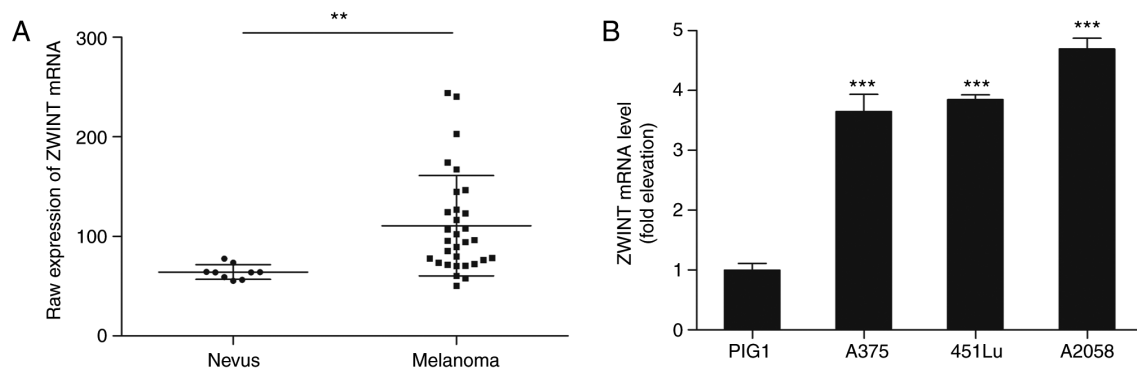 A
**
Raw expression of ZWINT mRNA
300
200
100
0
Nevus
Melanoma
B
ZWINT mRNA level
(fold elevation)
5
4
3
2
1
0
***
***
***
PIG1
A375
451Lu
A2058